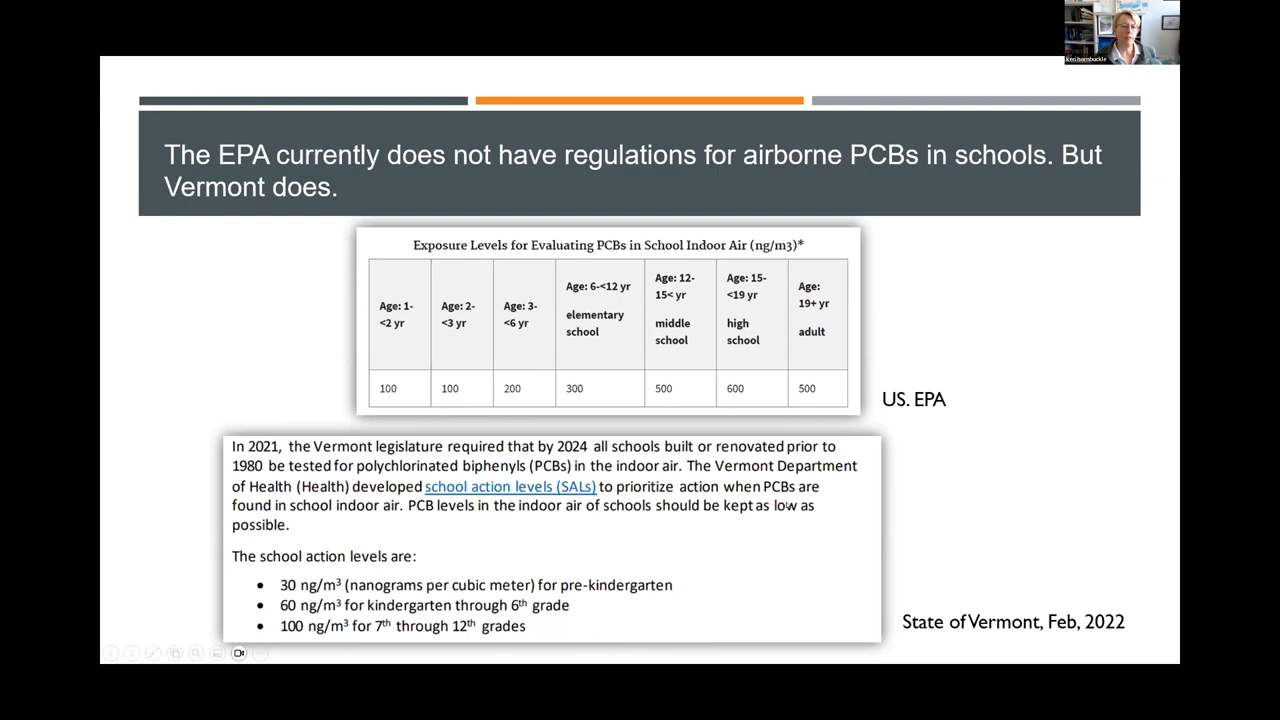 keri hornbuckle
The EPA currently does not have regulations for airborne PCBs in schools. But
Vermont does.
Exposure Levels for Evaluating PCBs in School Indoor Air (ng/m3)*
Age: 1-
<2 yr
Age: 2-
<3 yr
Age: 3-
<6 yr
Age: 6-<12 yr
elementary
school
Age: 12-
15< yr
middle
school
Age: 15-
<19 yr
high
school
Age:
19+ yr
adult
100
100
200
300
500
600
500
US. EPA
In 2021, the Vermont legislature required that by 2024 all schools built or renovated prior to
1980 be tested for polychlorinated biphenyls (PCBs) in the indoor air. The Vermont Department
of Health (Health) developed school action levels (SALs) to prioritize action when PCBs are
found in school indoor air. PCB levels in the indoor air of schools should be kept as low as
possible.
The school action levels are:
• 30 ng/m³ (nanograms per cubic meter) for pre-kindergarten
• 60 ng/m³ for kindergarten through 6th grade
• 100 ng/m³ for 7th through 12th grades
State of Vermont, Feb, 2022